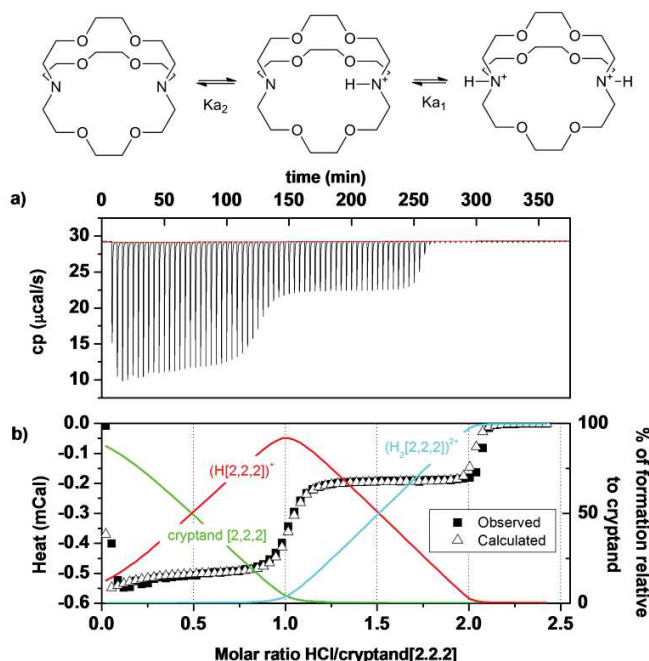 O O
O O
N N
O O
Ka2
O O
O O
N H N+
O O
Ka1
O O
O O
H N+ N+ H
O O
time (min)
a)
0 50 100 150 200 250 300 350
30
25
20
15
10
cp (µcal/s)
b)
0.0
-0.1
-0.2
-0.3
-0.4
-0.5
-0.6
Heat (mCal)
(H[2,2,2])+
cryptand [2,2,2]
(H2[2,2,2])2+
Observed
Calculated
100
50
0
% of formation relative
to cryptand
0.0 0.5 1.0 1.5 2.0 2.5
Molar ratio HCl/cryptand[2.2.2]